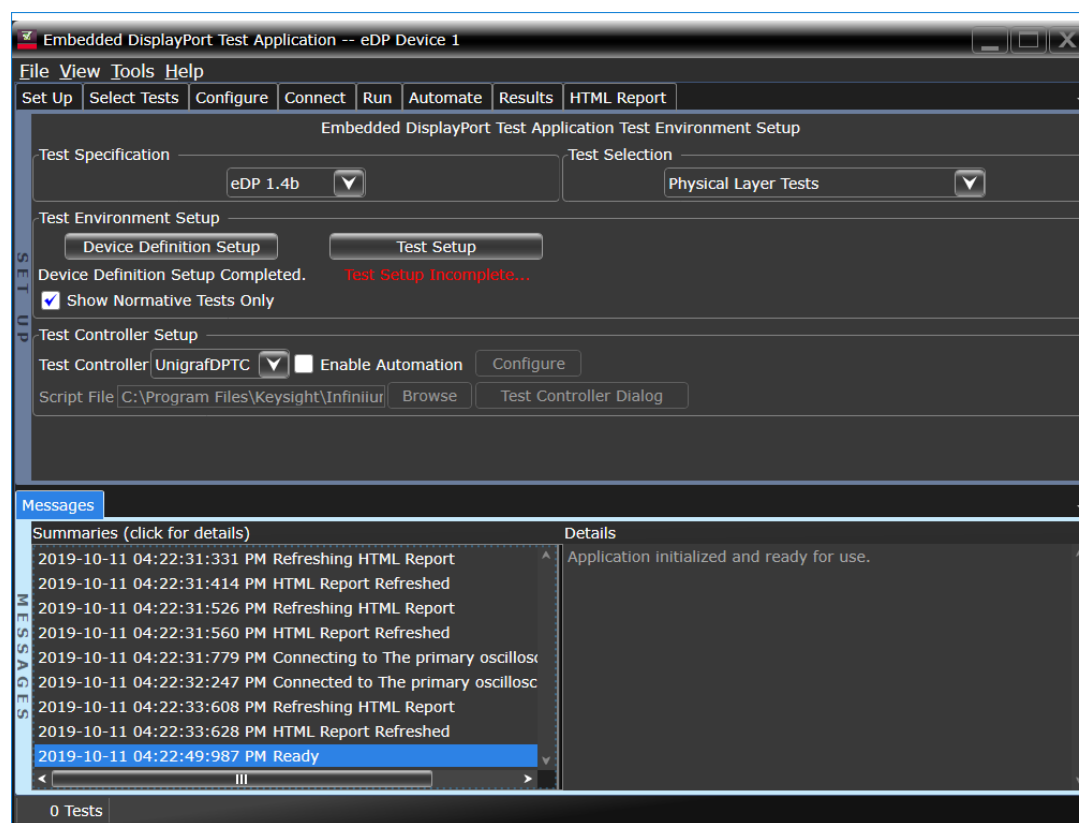 Embedded DisplayPort Test Application -- eDP Device 1
File View Tools Help
Set Up Select Tests Configure Connect Run Automate Results HTML Report
Embedded DisplayPort Test Application Test Environment Setup
Test Specification
Test Selection
eDP 1.4b
Physical Layer Tests
Test Environment Setup
Device Definition Setup Test Setup
Device Definition Setup Completed. Test Setup Incomplete...
Show Normative Tests Only
SET UP
Test Controller Setup
Test Controller UnigrafDPTC Enable Automation Configure
Script File C:\Program Files\Keysight\Infiniiur Browse Test Controller Dialog
Messages
Summaries (click for details)
Details
2019-10-11 04:22:31:331 PM Refreshing HTML Report
Application initialized and ready for use.
2019-10-11 04:22:31:414 PM HTML Report Refreshed
2019-10-11 04:22:31:526 PM Refreshing HTML Report
2019-10-11 04:22:31:560 PM HTML Report Refreshed
2019-10-11 04:22:31:779 PM Connecting to The primary oscillosc
2019-10-11 04:22:32:247 PM Connected to The primary oscillosc
2019-10-11 04:22:33:608 PM Refreshing HTML Report
2019-10-11 04:22:33:628 PM HTML Report Refreshed
2019-10-11 04:22:49:987 PM Ready
MESSAGES
0 Tests